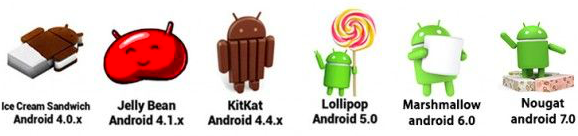 Ice Cream Sandwich
Android 4.0.x
Jelly Bean
Android 4.1.x
KitKat
Android 4.4.x
Lollipop
Android 5.0
Marshmallow
android 6.0
Nougat
android 7.0